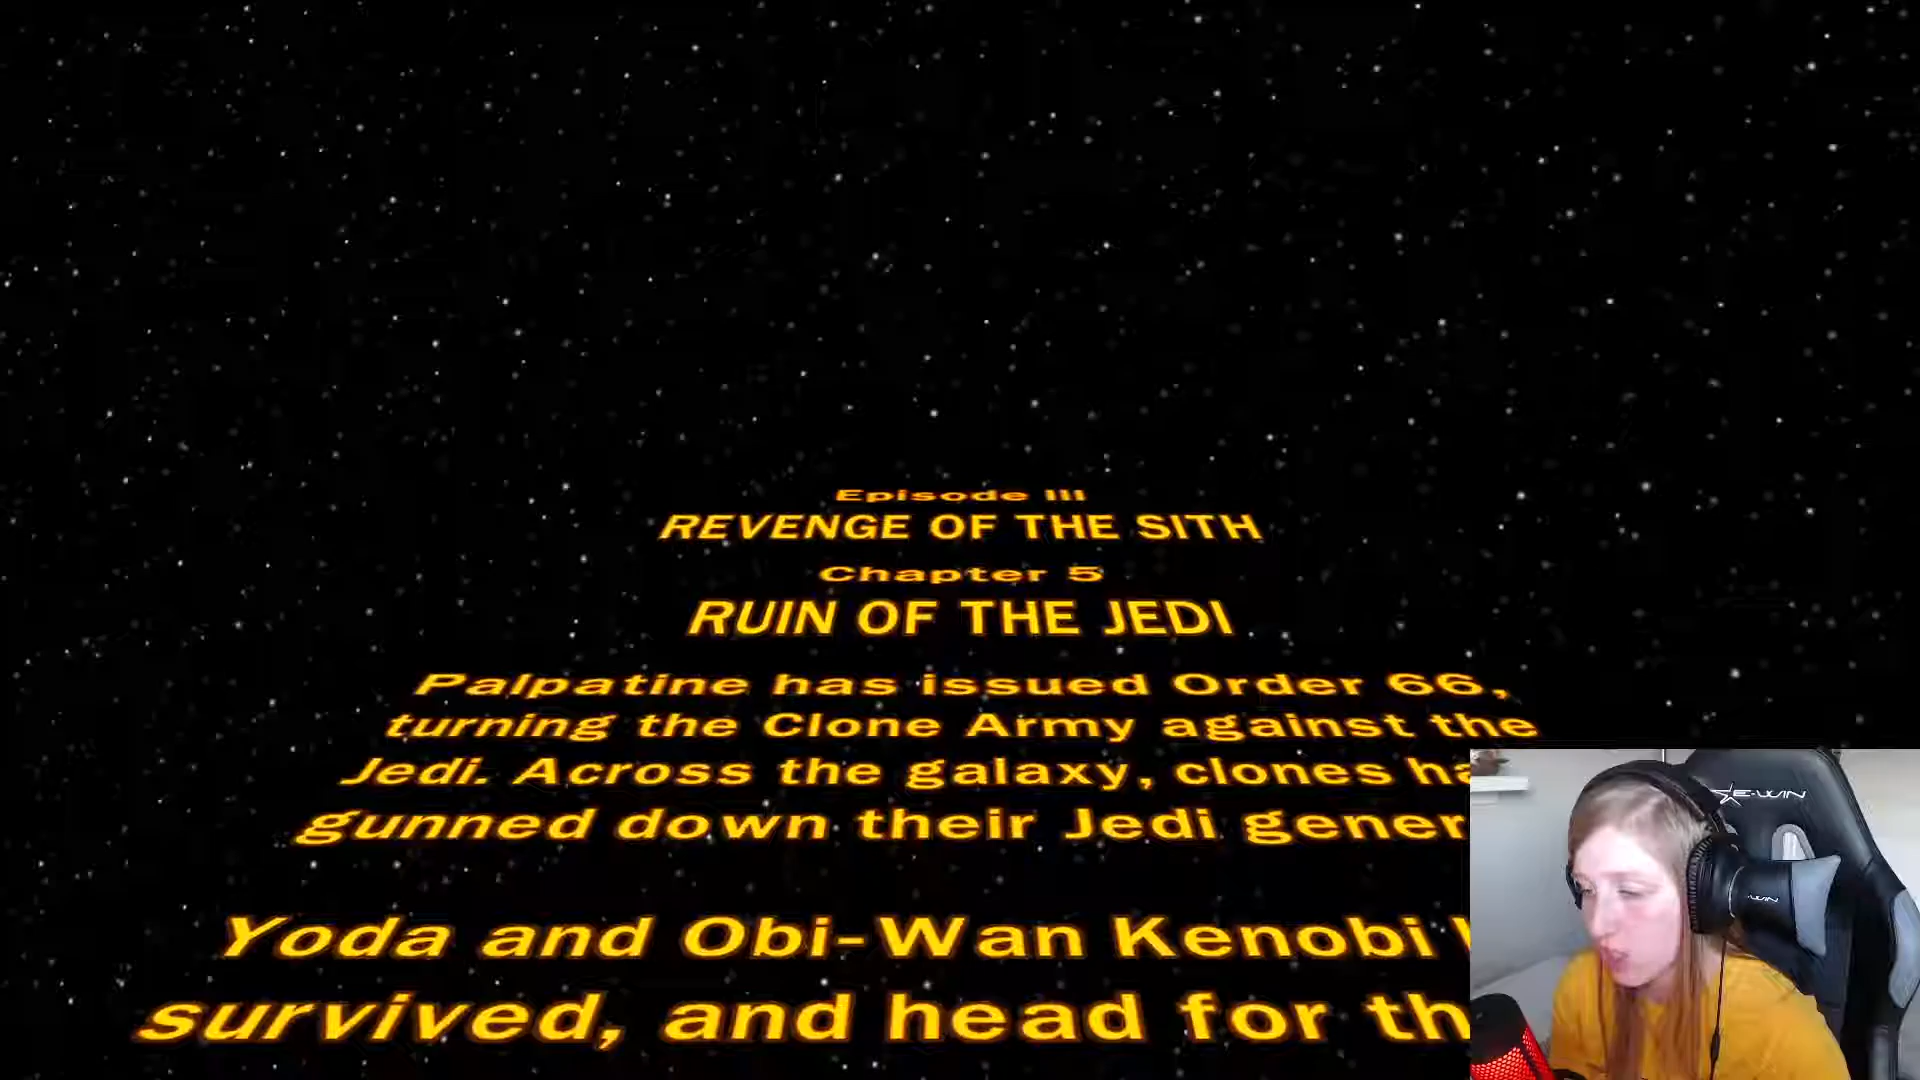 Episode III
REVENGE OF THE SITH
Chapter 5
RUIN OF THE JEDI
Palpatine has issued Order 66,
turning the Clone Army against the
Jedi. Across the galaxy, clones
gunned down their Jedi
Yoda and Obi-Wan Kenobi
survived, and head for
E-WIN